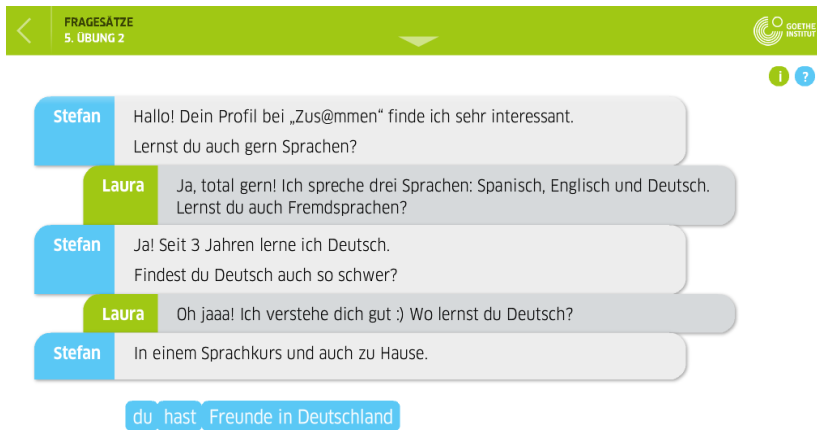 FRAGESÄTZE
5. ÜBUNG 2
GOETHE
INSTITUT
i ?
Stefan
Hallo! Dein Profil bei „Zus@mmen“ finde ich sehr interessant.
Lernst du auch gern Sprachen?
Laura
Ja, total gern! Ich spreche drei Sprachen: Spanisch, Englisch und Deutsch.
Lernst du auch Fremdsprachen?
Stefan
Ja! Seit 3 Jahren lerne ich Deutsch.
Findest du Deutsch auch so schwer?
Laura
Oh jaaa! Ich verstehe dich gut :) Wo lernst du Deutsch?
Stefan
In einem Sprachkurs und auch zu Hause.
du hast Freunde in Deutschland